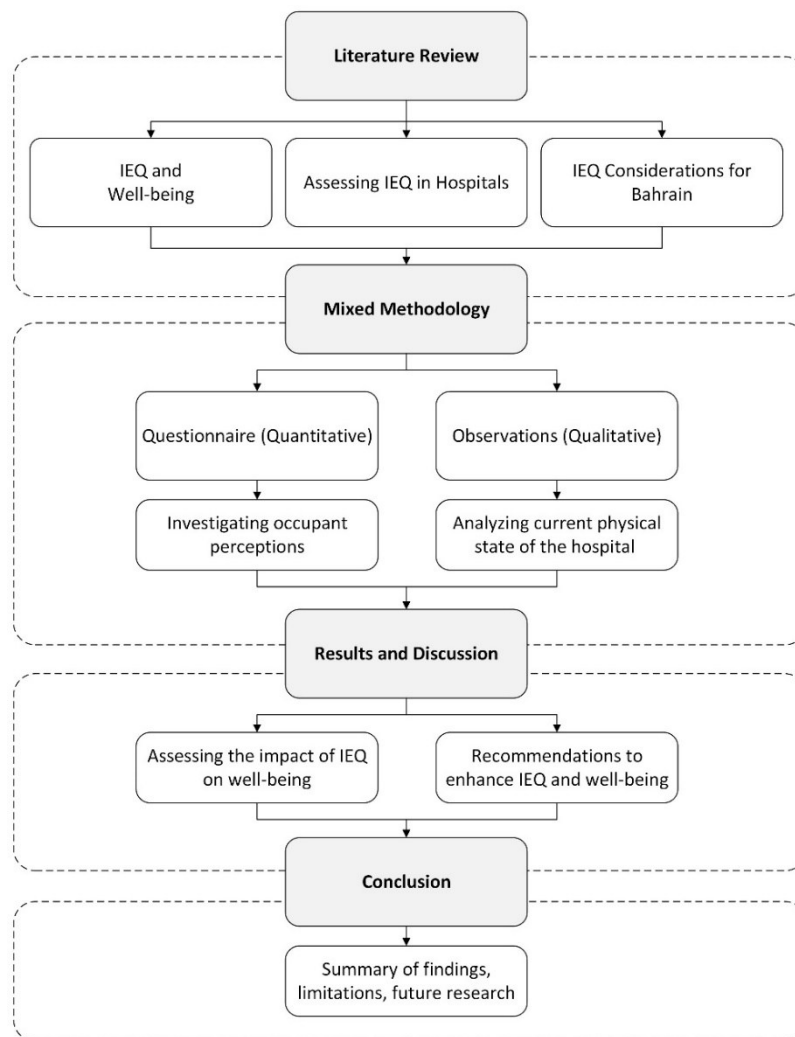 Literature Review
IEQ and
Well-being
Assessing IEQ in Hospitals
IEQ Considerations for
Bahrain
Mixed Methodology
Questionnaire (Quantitative)
Observations (Qualitative)
Investigating occupant
perceptions
Analyzing current physical
state of the hospital
Results and Discussion
Assessing the impact of IEQ
on well-being
Recommendations to
enhance IEQ and well-being
Conclusion
Summary of findings,
limitations, future research